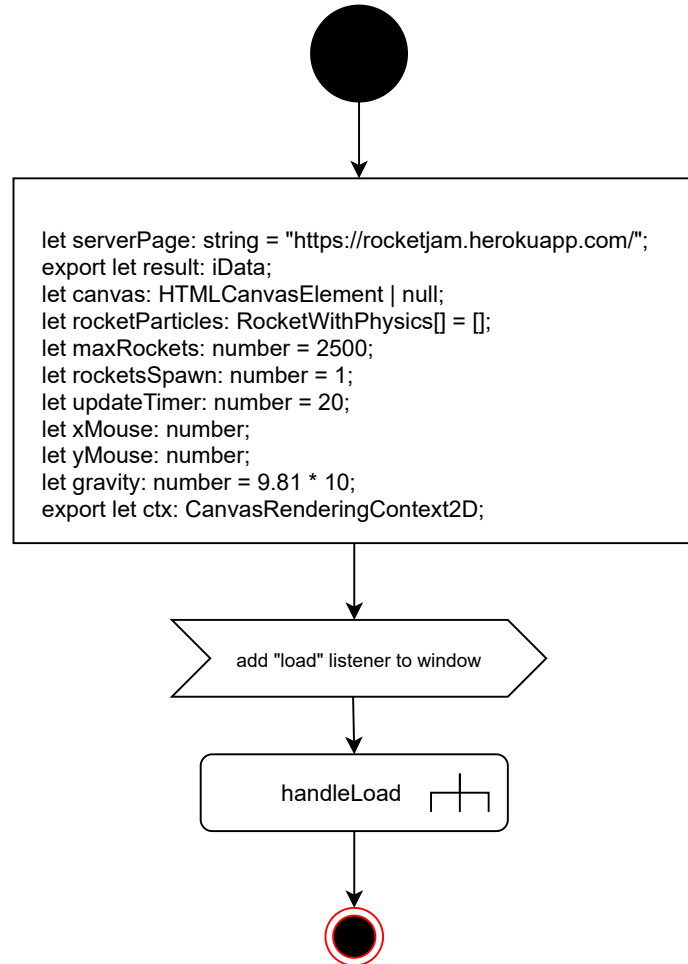 let serverPage: string = "https://rocketjam.herokuapp.com/";
export let result: iData;
let canvas: HTMLCanvasElement | null;
let rocketParticles: RocketWithPhysics[] = [];
let maxRockets: number = 2500;
let rocketsSpawn: number = 1;
let updateTimer: number = 20;
let xMouse: number;
let yMouse: number;
let gravity: number = 9.81 * 10;
export let ctx: CanvasRenderingContext2D;
add "load" listener to window
handleLoad